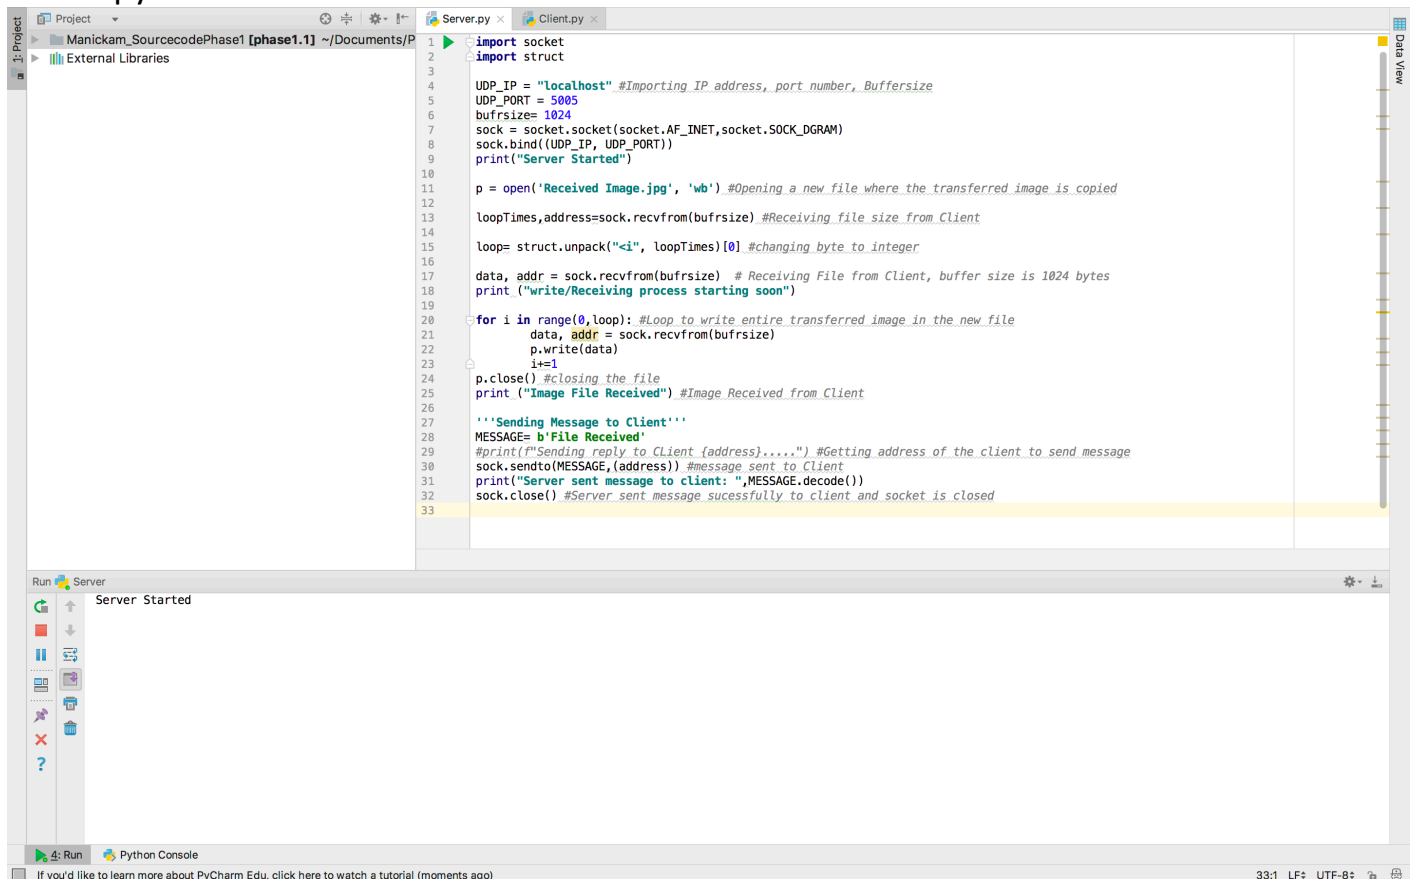 Project
Server.py
Client.py
1: Project
Manickam_SourcecodePhase1 [phase1.1] ~/Documents/P
External Libraries
Data View
1 import socket
2 import struct
3
4 UDP_IP = "localhost" #Importing IP address, port number, Buffersize
5 UDP_PORT = 5005
6 bufrsize= 1024
7 sock = socket.socket(socket.AF_INET,socket.SOCK_DGRAM)
8 sock.bind((UDP_IP, UDP_PORT))
9 print("Server Started")
10
11 p = open('Received Image.jpg', 'wb') #Opening a new file where the transferred image is copied
12
13 loopTimes,address=sock.recvfrom(bufrsize) #Receiving file size from Client
14
15 loop= struct.unpack("<i", loopTimes)[0] #changing byte to integer
16
17 data, addr = sock.recvfrom(bufrsize)  # Receiving File from Client, buffer size is 1024 bytes
18 print ("write/Receiving process starting soon")
19
20 for i in range(0,loop): #Loop to write entire transferred image in the new file
21         data, addr = sock.recvfrom(bufrsize)
22         p.write(data)
23         i+=1
24 p.close() #closing the file
25 print ("Image File Received") #Image Received from Client
26
27 '''Sending Message to Client'''
28 MESSAGE= b'File Received'
29 #print(f"Sending reply to CLient {address}.....") #Getting address of the client to send message
30 sock.sendto(MESSAGE,(address)) #message sent to Client
31 print("Server sent message to client: ",MESSAGE.decode())
32 sock.close() #Server sent message sucessfully to client and socket is closed
33
Run Server
Server Started
4: Run
Python Console
If you'd like to learn more about PyCharm Edu, click here to watch a tutorial (moments ago)
33:1 LF UTF-8